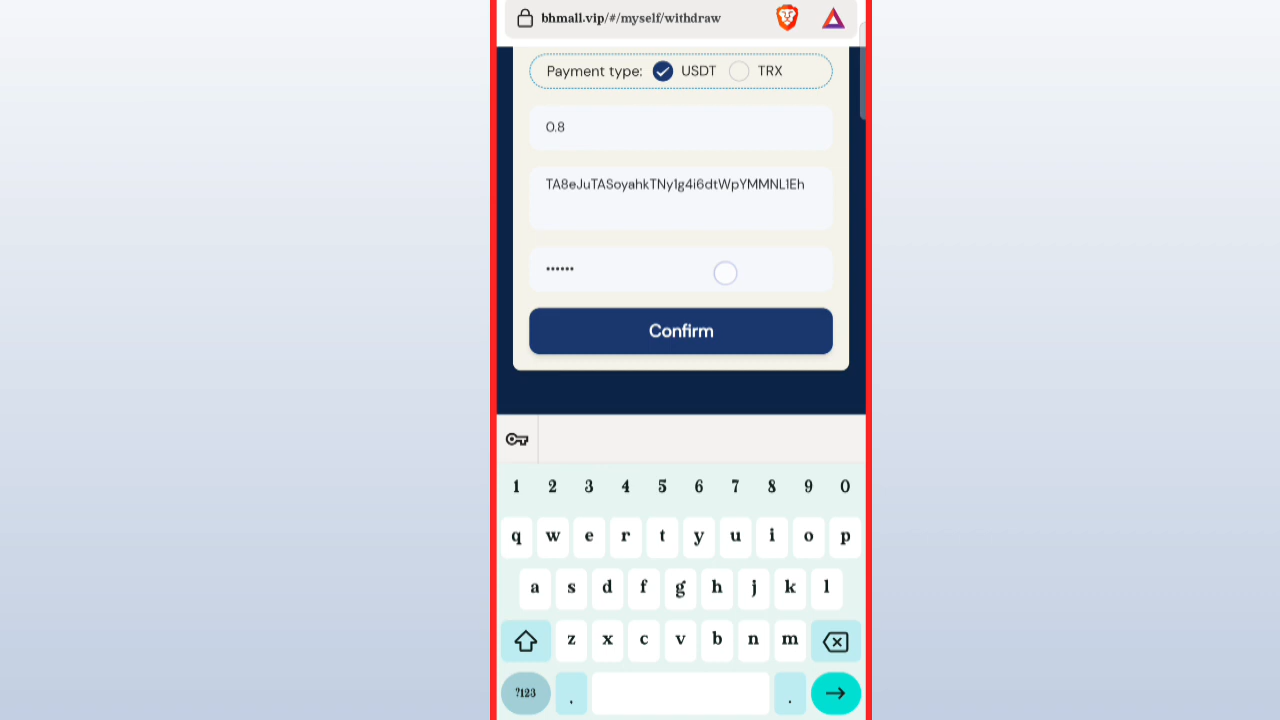 bhmall.vip/#/myself/withdraw
Payment type: USDT TRX
0.8
TA8eJuTASoyahkTNy1g4i6dtWpYMMNL1Eh
••••••
Confirm
1 2 3 4 5 6 7 8 9 0
q w e r t y u i o p
a s d f g h j k l
z x c v b n m
?123 , .